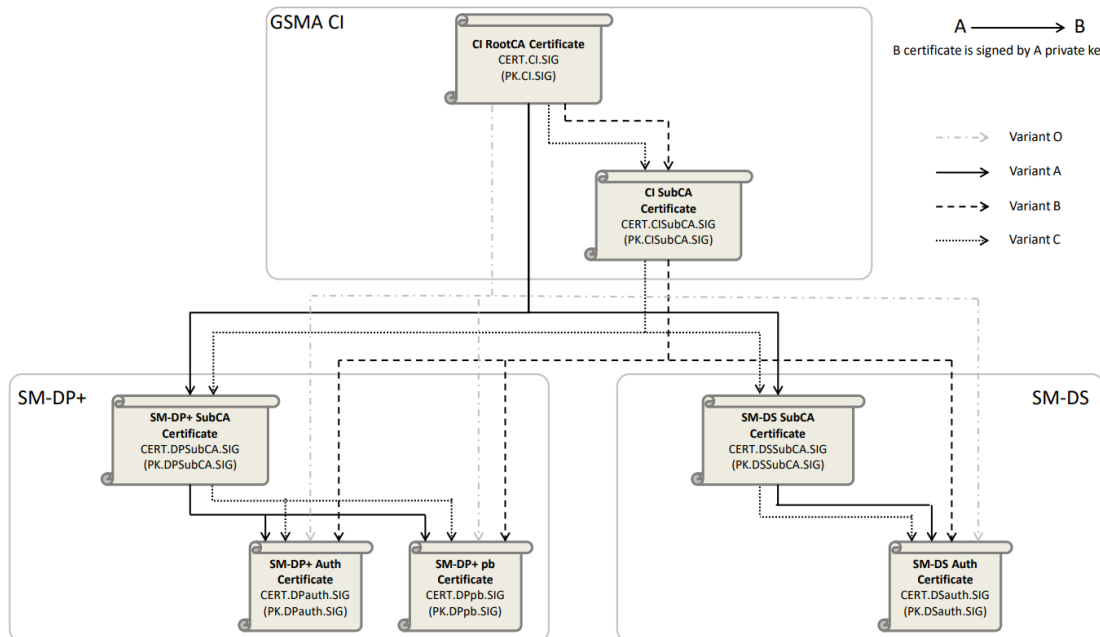 GSMA CI
CI RootCA Certificate
CERT.CI.SIG
(PK.CI.SIG)
A
B
B certificate is signed by A private ke
Variant O
Variant A
Variant B
Variant C
CI SubCA
Certificate
CERT.CISubCA.SIG
(PK.CISubCA.SIG)
SM-DP+
SM-DP+ SubCA
Certificate
CERT.DPSubCA.SIG
(PK.DPSubCA.SIG)
SM-DP+ Auth
Certificate
CERT.DPauth.SIG
(PK.DPauth.SIG)
SM-DP+ pb
Certificate
CERT.DPpb.SIG
(PK.DPpb.SIG)
SM-DS
SM-DS SubCA
Certificate
CERT.DSSubCA.SIG
(PK.DSSubCA.SIG)
SM-DS Auth
Certificate
CERT.DSauth.SIG
(PK.DSauth.SIG)